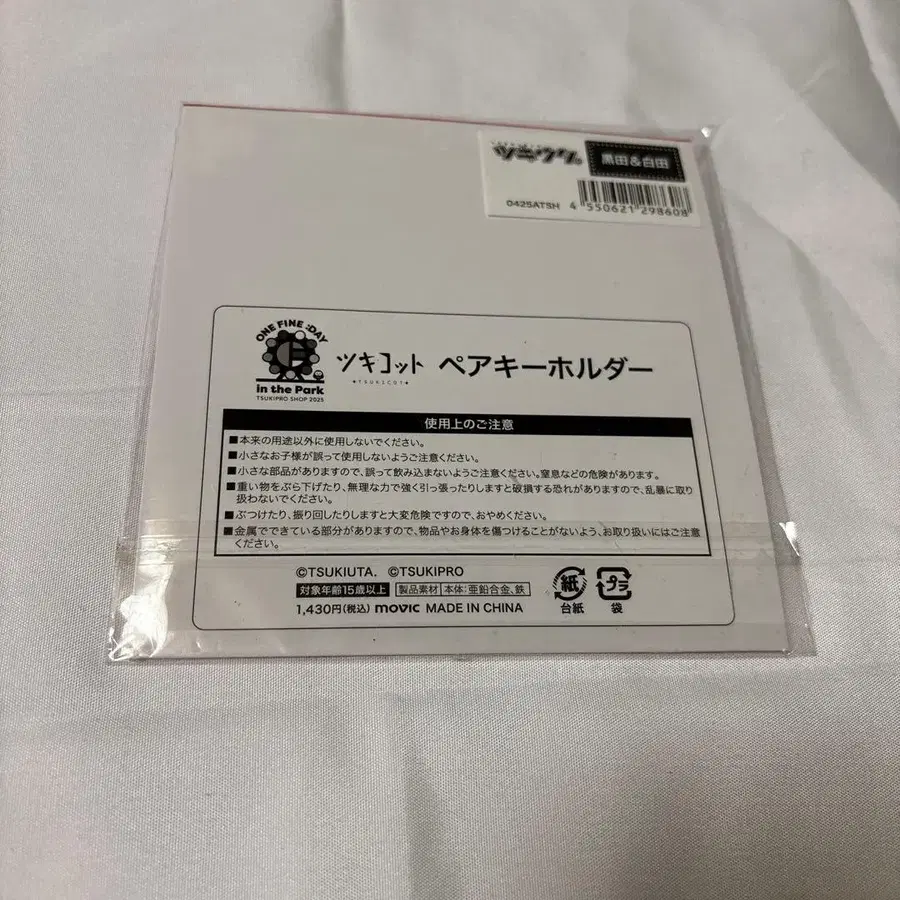 ツキウタ。
黒田&白田
0425ATSH 4 550621 298608
ONE FINE :DAY
in the Park
TSUKIPRO SHOP 2025
ツキコット
TSUKICOT
ペアキーホルダー
使用上のご注意
■本来の用途以外に使用しないでください。
■小さなお子様が誤って使用しないようご注意ください。
■小さな部品がありますので、誤って飲み込まないようご注意ください。窒息などの危険があります。
■重い物をぶら下げたり、無理な力で強く引っ張ったりしますと破損する恐れがありますので、乱暴に取り
扱わないでください。
■ぶつけたり、振り回したりしますと大変危険ですので、おやめください。
■金属でできている部分がありますので、物品やお身体を傷つけることがないよう、お取り扱いにはご注意
ください。
©TSUKIUTA. ©TSUKIPRO
対象年齢15歳以上 製品素材 本体:亜鉛合金、鉄
1,430円(税込) movic MADE IN CHINA
紙 プラ
台紙 袋